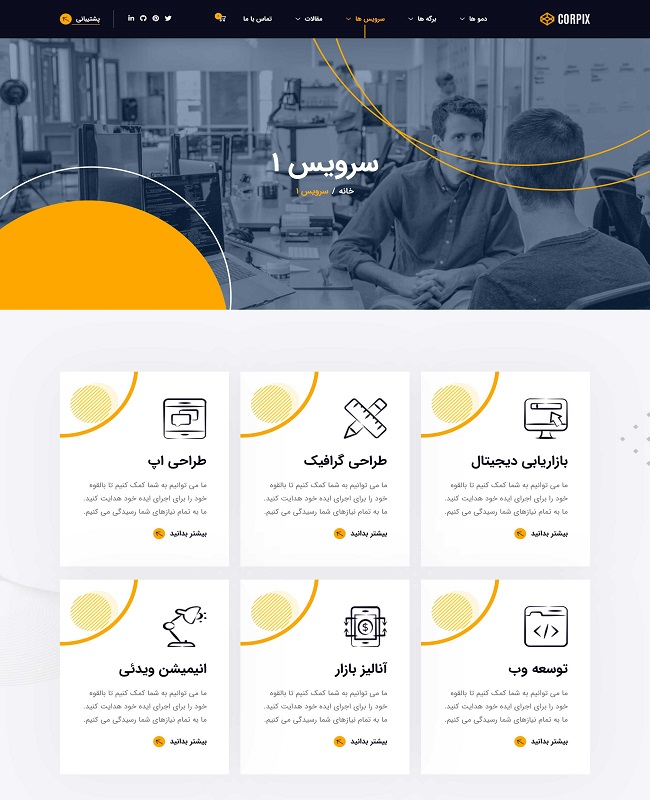 CORPIX
دمو ها
برگه ها
سرویس ها
مقالات
تماس با ما
0
پشتیبانی
سرویس ۱
خانه / سرویس ۱
بازاریابی دیجیتال
ما می توانیم به شما کمک کنیم تا بالقوه
خود را برای اجرای ایده خود هدایت کنید.
ما به تمام نیازهای شما رسیدگی می کنیم.
بیشتر بدانید
طراحی گرافیک
ما می توانیم به شما کمک کنیم تا بالقوه
خود را برای اجرای ایده خود هدایت کنید.
ما به تمام نیازهای شما رسیدگی می کنیم.
بیشتر بدانید
طراحی اپ
ما می توانیم به شما کمک کنیم تا بالقوه
خود را برای اجرای ایده خود هدایت کنید.
ما به تمام نیازهای شما رسیدگی می کنیم.
بیشتر بدانید
توسعه وب
ما می توانیم به شما کمک کنیم تا بالقوه
خود را برای اجرای ایده خود هدایت کنید.
ما به تمام نیازهای شما رسیدگی می کنیم.
بیشتر بدانید
آنالیز بازار
ما می توانیم به شما کمک کنیم تا بالقوه
خود را برای اجرای ایده خود هدایت کنید.
ما به تمام نیازهای شما رسیدگی می کنیم.
بیشتر بدانید
انیمیشن ویدئی
ما می توانیم به شما کمک کنیم تا بالقوه
خود را برای اجرای ایده خود هدایت کنید.
ما به تمام نیازهای شما رسیدگی می کنیم.
بیشتر بدانید